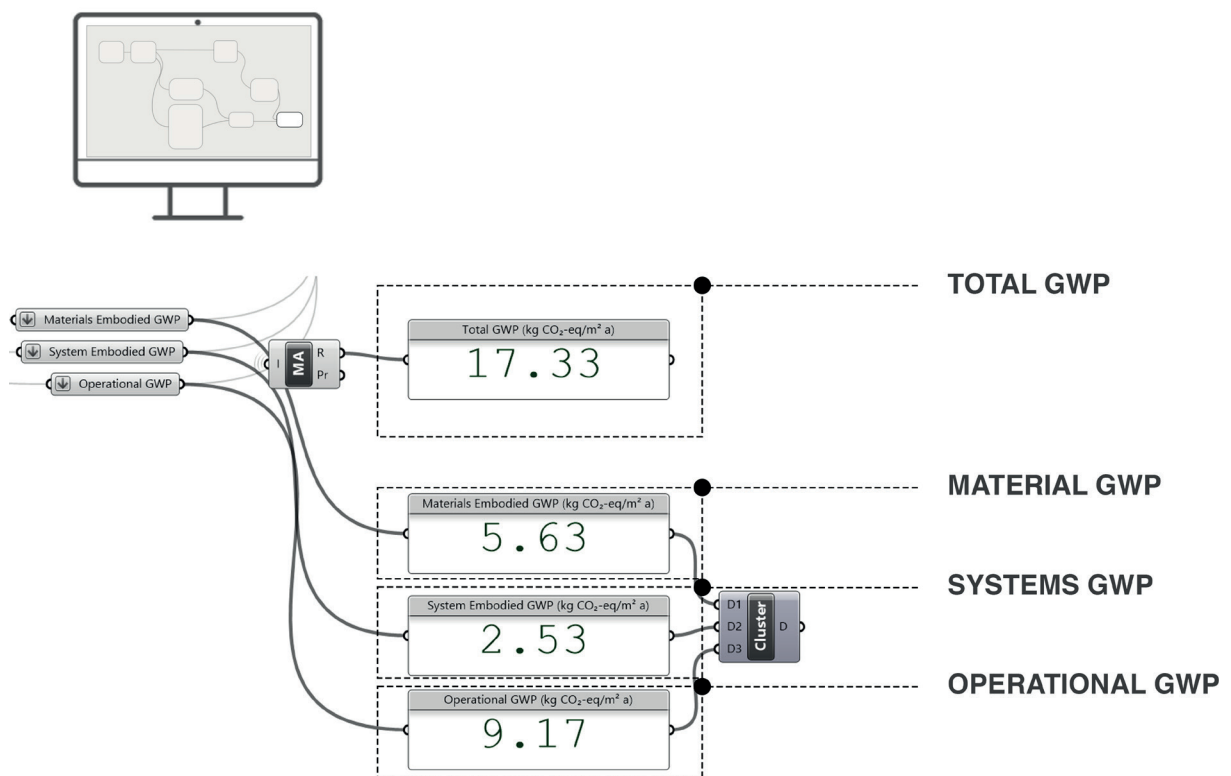 TOTAL GWP
Materials Embodied GWP
System Embodied GWP
Operational GWP
I
MA
R
Pr
Total GWP (kg CO₂-eq/m² a)
17.33
MATERIAL GWP
Materials Embodied GWP (kg CO₂-eq/m² a)
5.63
SYSTEMS GWP
System Embodied GWP (kg CO₂-eq/m² a)
2.53
D1
D2
D3
Cluster
D
OPERATIONAL GWP
Operational GWP (kg CO₂-eq/m² a)
9.17